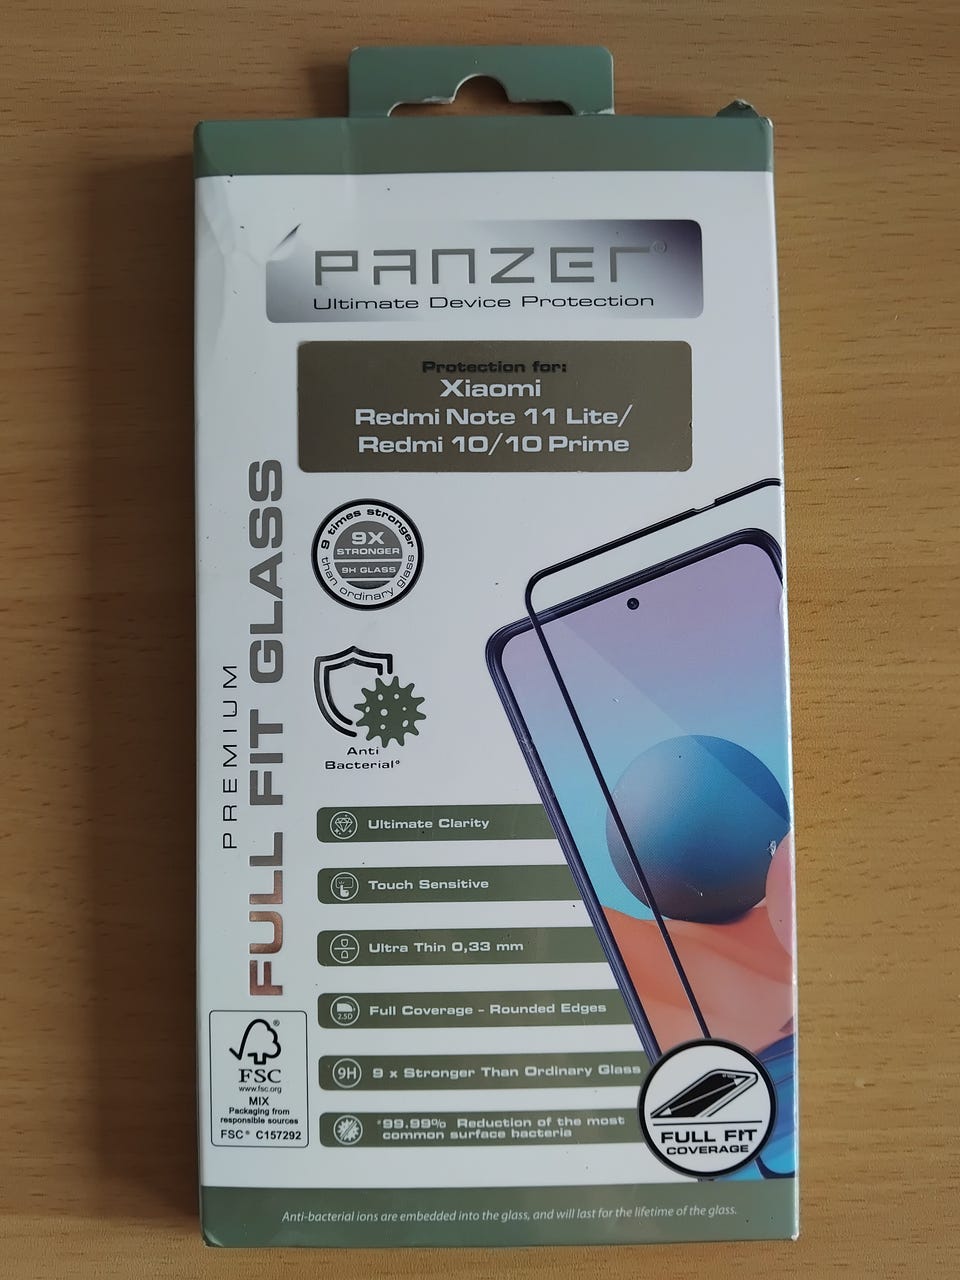 PANZER®
Ultimate Device Protection
Protection for:
Xiaomi
Redmi Note 11 Lite/
Redmi 10/10 Prime
PREMIUM
FULL FIT GLASS
9 times stronger
9X
STRONGER
9H GLASS
than ordinary glass
Anti
Bacterial*
Ultimate Clarity
Touch Sensitive
Ultra Thin 0,33 mm
2.5D
Full Coverage - Rounded Edges
9H
9 x Stronger Than Ordinary Glass
*99.99% Reduction of the most
common surface bacteria
FULL FIT
COVERAGE
®
FSC
www.fsc.org
MIX
Packaging from
responsible sources
FSC® C157292
Anti-bacterial ions are embedded into the glass, and will last for the lifetime of the glass.